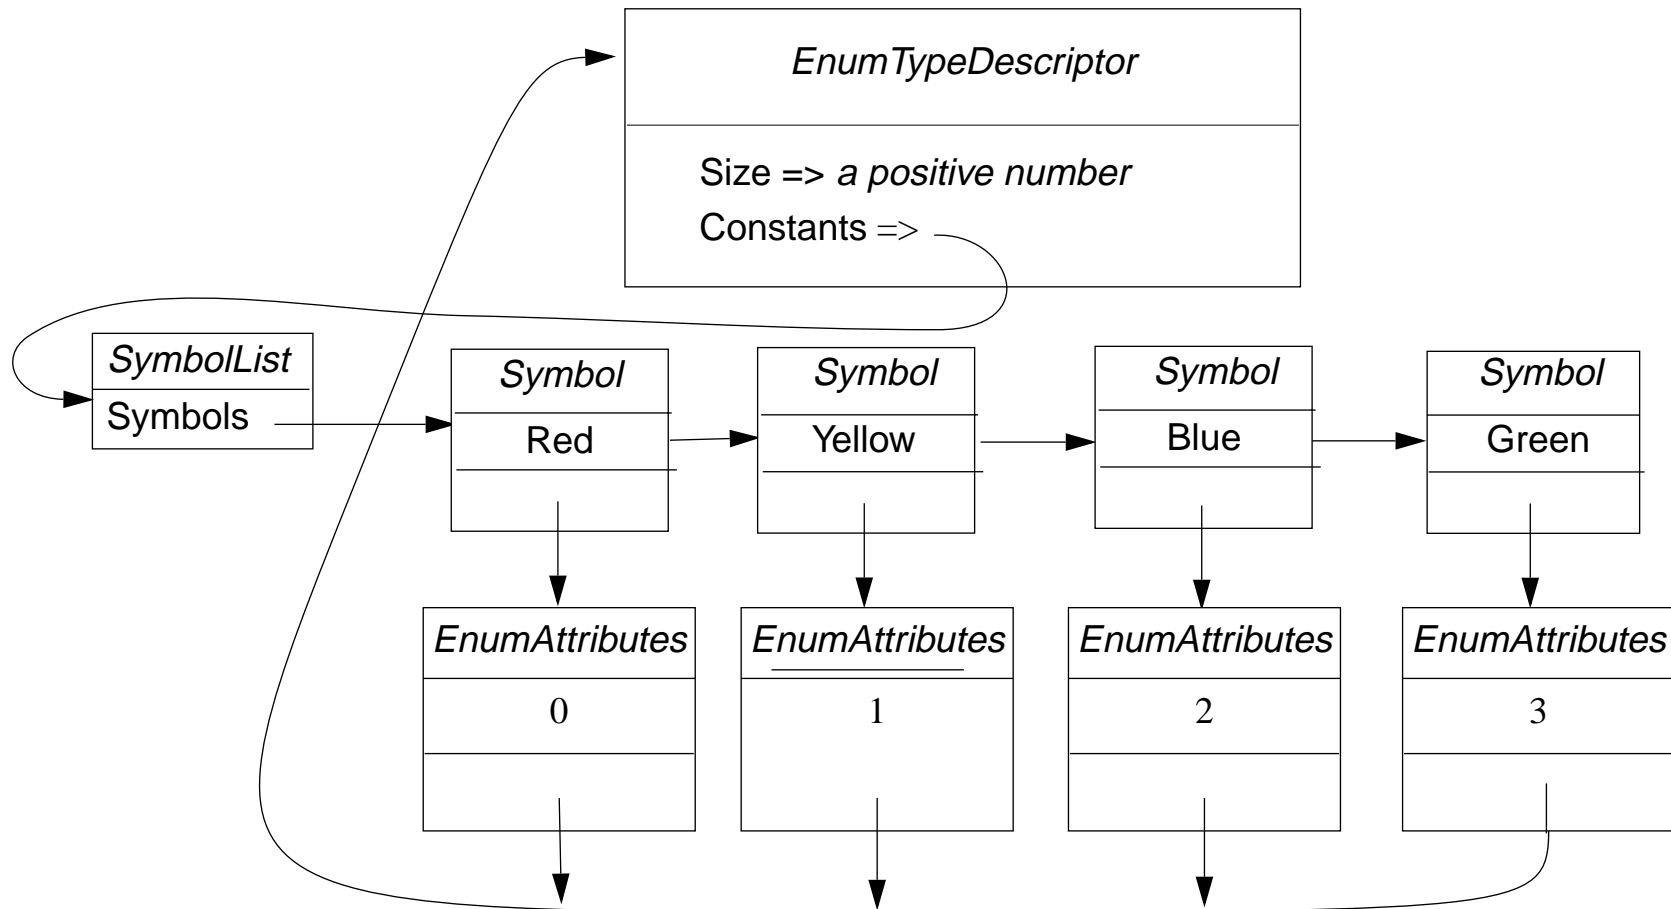 EnumTypeDescriptor
Size => a positive number
Constants =>
SymbolList
Symbols
Symbol
Red
Symbol
Yellow
Symbol
Blue
Symbol
Green
EnumAttributes
0
EnumAttributes
1
EnumAttributes
2
EnumAttributes
3